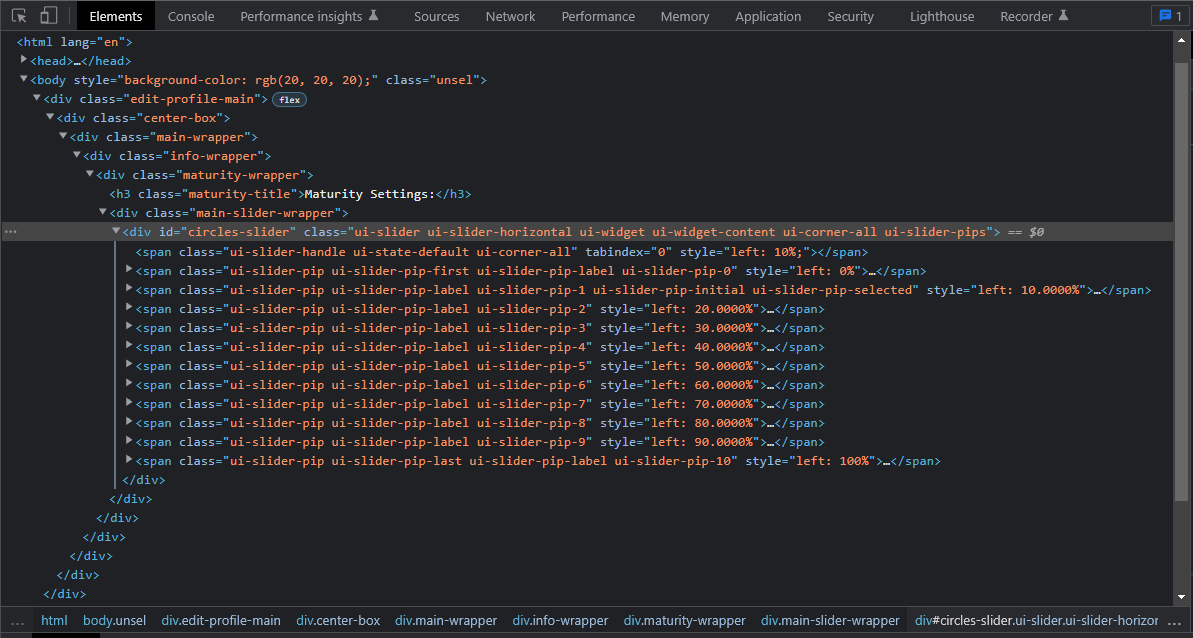 Elements Console Performance insights Sources Network Performance Memory Application Security Lighthouse Recorder 1
<html lang="en">
<head>…</head>
<body style="background-color: rgb(20, 20, 20);" class="unsel">
<div class="edit-profile-main"> flex
<div class="center-box">
<div class="main-wrapper">
<div class="info-wrapper">
<div class="maturity-wrapper">
<h3 class="maturity-title">Maturity Settings:</h3>
<div class="main-slider-wrapper">
… <div id="circles-slider" class="ui-slider ui-slider-horizontal ui-widget ui-widget-content ui-corner-all ui-slider-pips"> == $0
<span class="ui-slider-handle ui-state-default ui-corner-all" tabindex="0" style="left: 10%;"></span>
<span class="ui-slider-pip ui-slider-pip-first ui-slider-pip-label ui-slider-pip-0" style="left: 0%">…</span>
<span class="ui-slider-pip ui-slider-pip-label ui-slider-pip-1 ui-slider-pip-initial ui-slider-pip-selected" style="left: 10.0000%">…</span>
<span class="ui-slider-pip ui-slider-pip-label ui-slider-pip-2" style="left: 20.0000%">…</span>
<span class="ui-slider-pip ui-slider-pip-label ui-slider-pip-3" style="left: 30.0000%">…</span>
<span class="ui-slider-pip ui-slider-pip-label ui-slider-pip-4" style="left: 40.0000%">…</span>
<span class="ui-slider-pip ui-slider-pip-label ui-slider-pip-5" style="left: 50.0000%">…</span>
<span class="ui-slider-pip ui-slider-pip-label ui-slider-pip-6" style="left: 60.0000%">…</span>
<span class="ui-slider-pip ui-slider-pip-label ui-slider-pip-7" style="left: 70.0000%">…</span>
<span class="ui-slider-pip ui-slider-pip-label ui-slider-pip-8" style="left: 80.0000%">…</span>
<span class="ui-slider-pip ui-slider-pip-label ui-slider-pip-9" style="left: 90.0000%">…</span>
<span class="ui-slider-pip ui-slider-pip-last ui-slider-pip-label ui-slider-pip-10" style="left: 100%">…</span>
</div>
</div>
</div>
</div>
</div>
</div>
</div>
… html body.unsel div.edit-profile-main div.center-box div.main-wrapper div.info-wrapper div.maturity-wrapper div.main-slider-wrapper div#circles-slider.ui-slider.ui-slider-horizor …